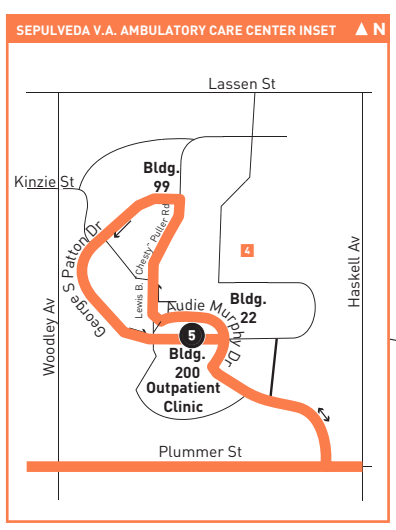 SEPULVEDA V.A. AMBULATORY CARE CENTER INSET
N
Lassen St
Bldg.
99
Kinzie St
Lewis B. "Chesty" Puller Rd
George S Patton Dr
4
Haskell Av
Woodley Av
Audie Murphy Dr
Bldg.
22
5
Bldg.
200
Outpatient
Clinic
Plummer St